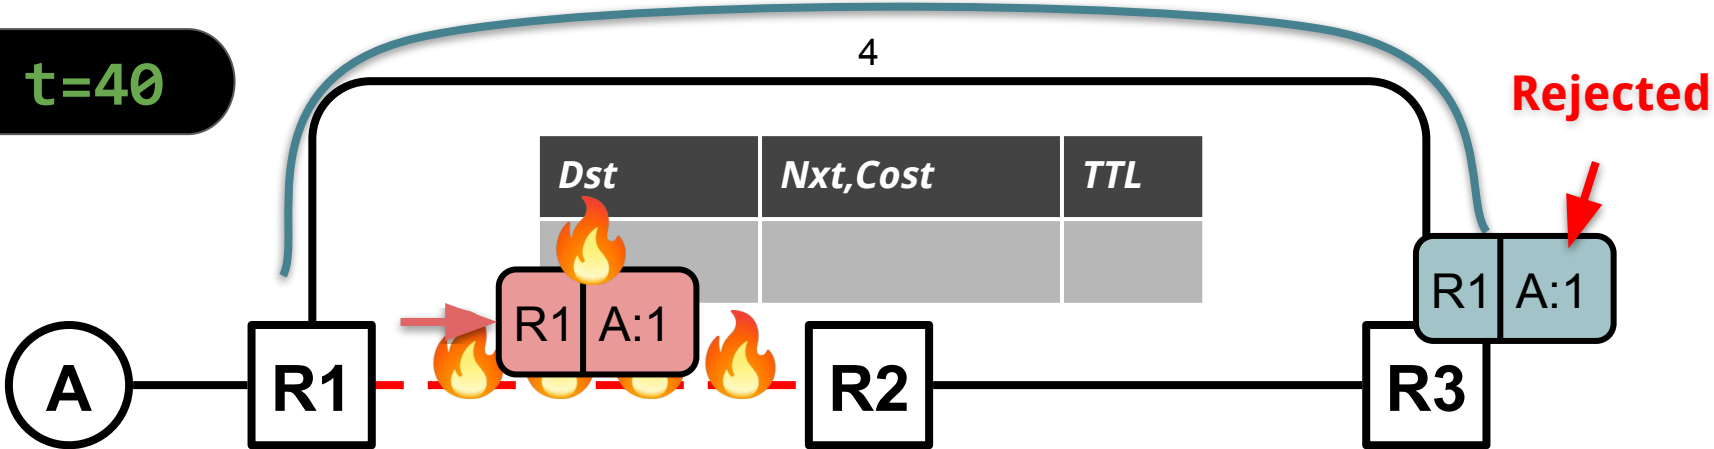 t=40
4
Rejected
Dst Nxt,Cost TTL
R1 A:1
R1 A:1
A R1 R2 R3